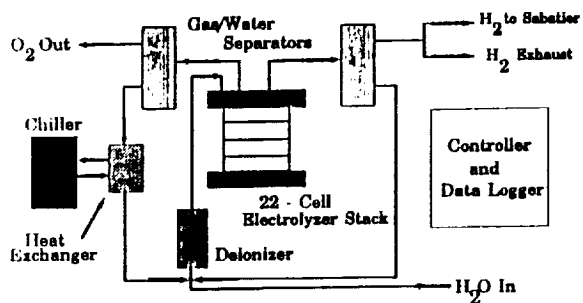 Gas/Water
Separators
O2 Out
H2 to Sabatier
H2 Exhaust
Chiller
Controller
and
Data Logger
22 - Cell
Electrolyzer Stack
Heat
Exchanger
Deionizer
H2O In